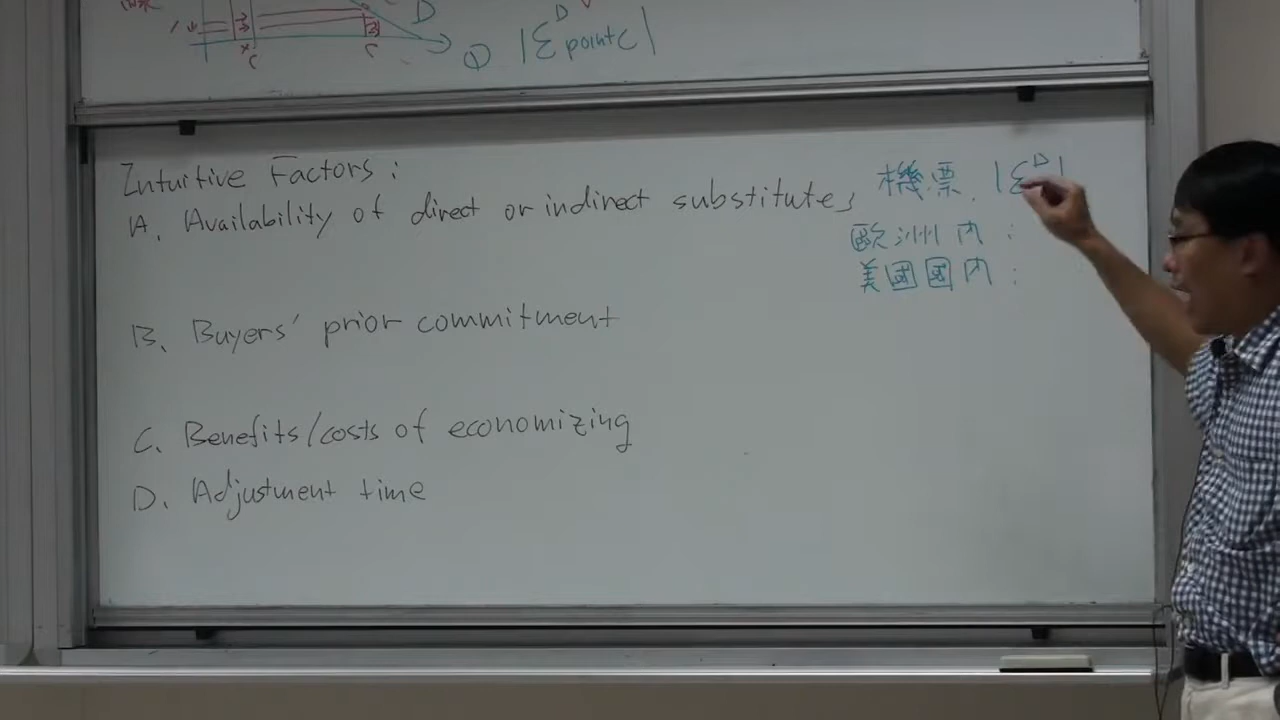 D
|ε^D point C|
C
C
Intuitive Factors :
A. Availability of direct or indirect substitutes
機票, |ε^D|
歐洲內 :
美國國內 :
B. Buyers' prior commitment
C. Benefits/costs of economizing
D. Adjustment time